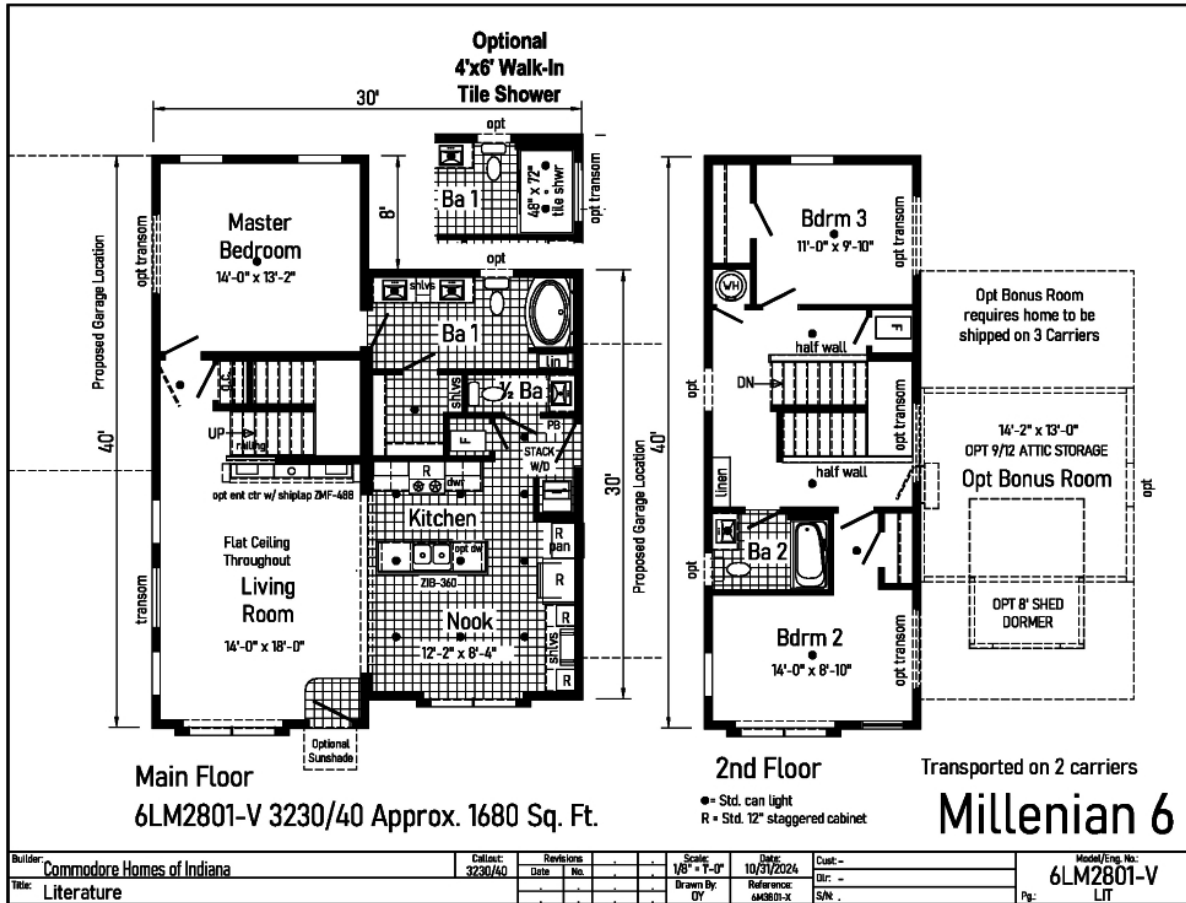 Optional
4'x6' Walk-In
Tile Shower
30'
opt
Ba 1
48" x 72"
tile shwr
opt transom
8'
40'
Proposed Garage Location
opt transom
Master
Bedroom
14'-0" x 13'-2"
opt
shlvs
Ba 1
lin
shlvs
½ Ba
PB
STACK
W/D
F
UP
railing
opt ent ctr w/ shiplap ZMF-488
R
dwr
Kitchen
opt dw
ZIB-360
R
pan
R
Flat Ceiling
Throughout
Living
Room
14'-0" x 18'-0"
transom
Nook
12'-2" x 8'-4"
R
shlvs
R
Optional
Sunshade
30'
Proposed Garage Location
40'
Bdrm 3
11'-0" x 9'-10"
opt transom
WH
F
half wall
opt
DN
opt transom
half wall
linen
opt
Ba 2
Bdrm 2
14'-0" x 8'-10"
opt transom
Opt Bonus Room
requires home to be
shipped on 3 Carriers
14'-2" x 13'-0"
OPT 9/12 ATTIC STORAGE
Opt Bonus Room
opt
OPT 8' SHED
DORMER
Main Floor
6LM2801-V 3230/40 Approx. 1680 Sq. Ft.
2nd Floor
●= Std. can light
R = Std. 12" staggered cabinet
Transported on 2 carriers
Millenian 6
Builder: Commodore Homes of Indiana
Title: Literature
Callout:
3230/40
Revisions
Date No.
Scale:
1/8" = 1'-0"
Drawn By:
OY
Date:
10/31/2024
Reference:
6M3801-X
Cust: -
Dlr: -
S/N: .
Model/Eng. No.:
6LM2801-V
Pg.: LIT